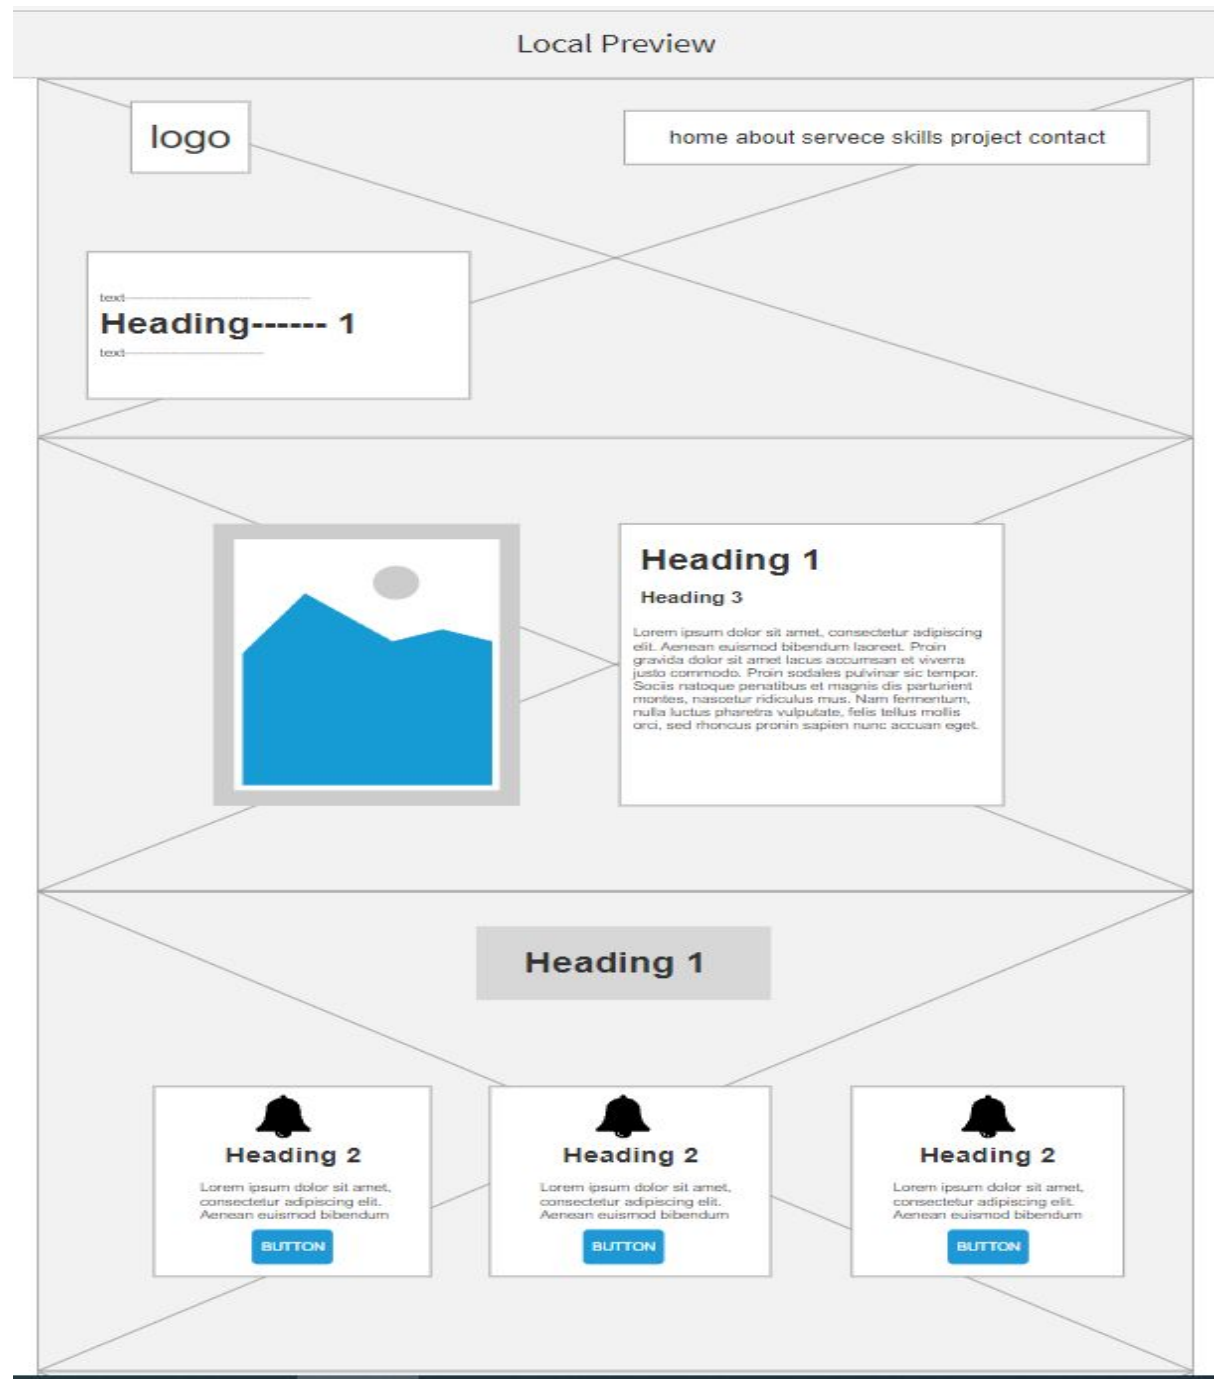 Local Preview
logo
home about servece skills project contact
text--------------------------------------------
Heading------ 1
text---------------------------------
Heading 1
Heading 3
Lorem ipsum dolor sit amet, consectetur adipiscing
elit. Aenean euismod bibendum laoreet. Proin
gravida dolor sit amet lacus accumsan et viverra
justo commodo. Proin sodales pulvinar sic tempor.
Sociis natoque penatibus et magnis dis parturient
montes, nascetur ridiculus mus. Nam fermentum,
nulla luctus pharetra vulputate, felis tellus mollis
orci, sed rhoncus pronin sapien nunc accuan eget.
Heading 1
Heading 2
Lorem ipsum dolor sit amet,
consectetur adipiscing elit.
Aenean euismod bibendum
BUTTON
Heading 2
Lorem ipsum dolor sit amet,
consectetur adipiscing elit.
Aenean euismod bibendum
BUTTON
Heading 2
Lorem ipsum dolor sit amet,
consectetur adipiscing elit.
Aenean euismod bibendum
BUTTON